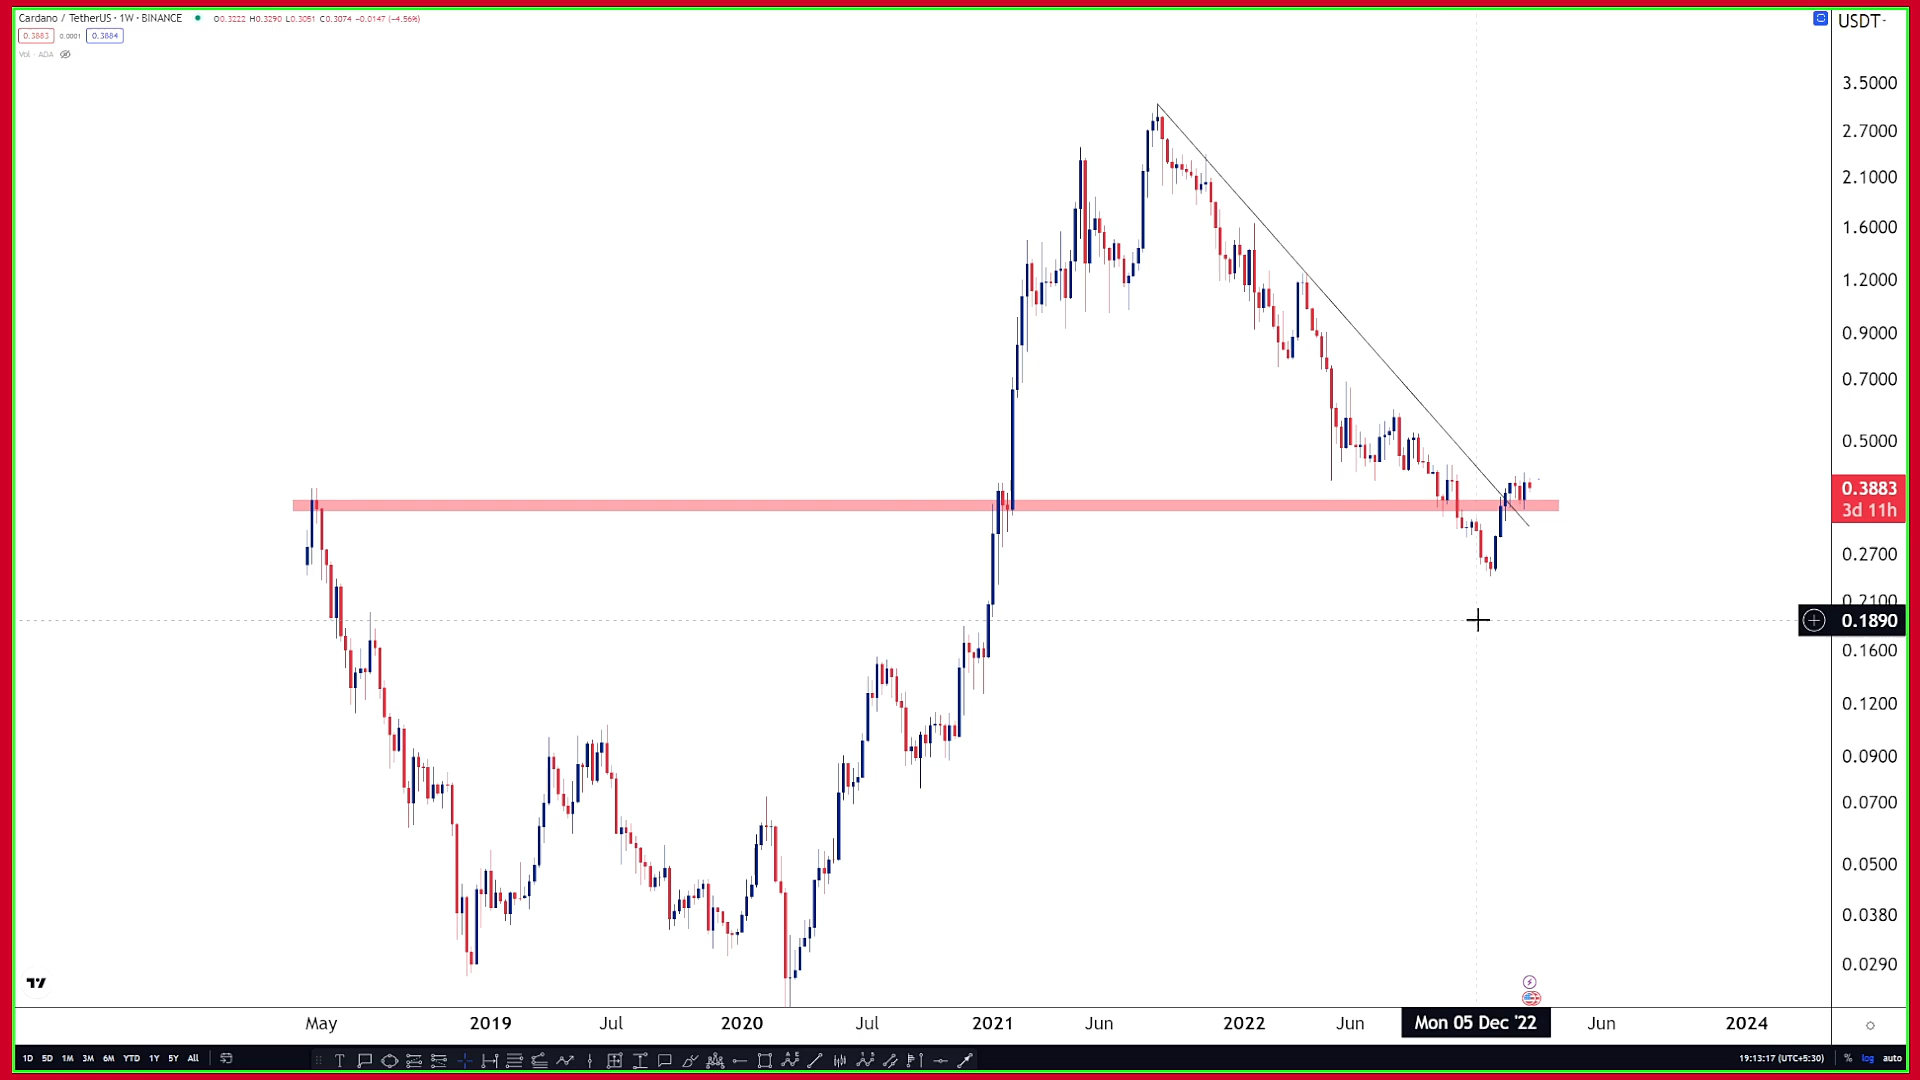 Cardano / TetherUS · 1W · BINANCE O0.3222 H0.3290 L0.3051 C0.3074 −0.0147 (−4.56%)
0.3883 0.0001 0.3884
Vol · ADA
USDT
3.5000
2.7000
2.1000
1.6000
1.2000
0.9000
0.7000
0.5000
0.3883
3d 11h
0.2700
0.2100
0.1890
0.1600
0.1200
0.0900
0.0700
0.0500
0.0380
0.0290
May 2019 Jul 2020 Jul 2021 Jun 2022 Jun Mon 05 Dec '22 Jun 2024
1D 5D 1M 3M 6M YTD 1Y 5Y All 19:13:17 (UTC+5:30) % log auto